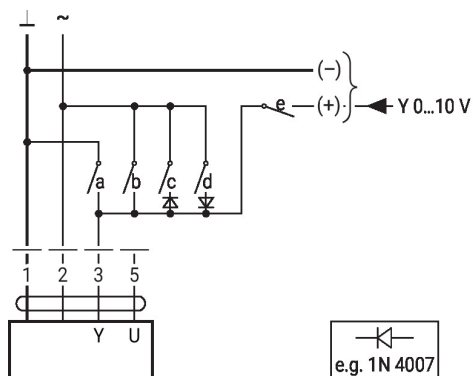 ⊥ ~
(−)
e (+) Y 0...10 V
a b c d
1 2 3 5
Y U
e.g. 1N 4007